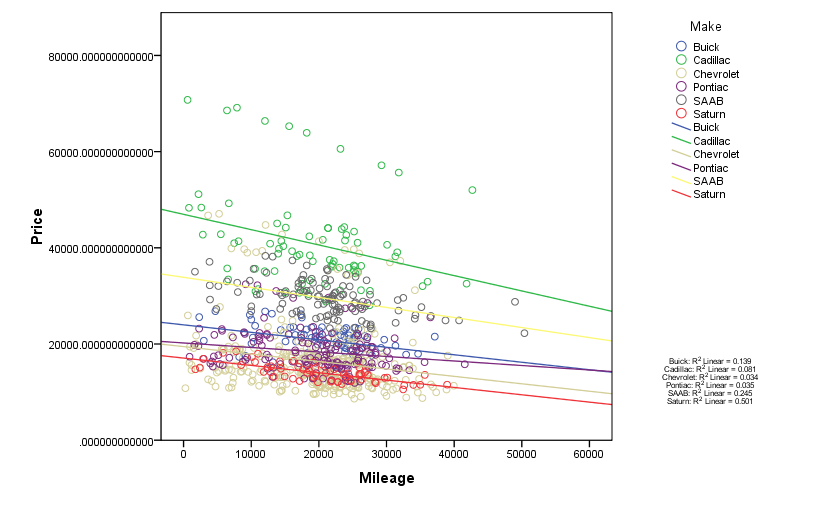 Make
Buick
Cadillac
Chevrolet
Pontiac
SAAB
Saturn
Buick
Cadillac
Chevrolet
Pontiac
SAAB
Saturn
80000.000000000000
60000.000000000000
40000.000000000000
20000.000000000000
.000000000000
Price
0 10000 20000 30000 40000 50000 60000
Mileage
Buick: R² Linear = 0.139
Cadillac: R² Linear = 0.081
Chevrolet: R² Linear = 0.034
Pontiac: R² Linear = 0.035
SAAB: R² Linear = 0.245
Saturn: R² Linear = 0.501